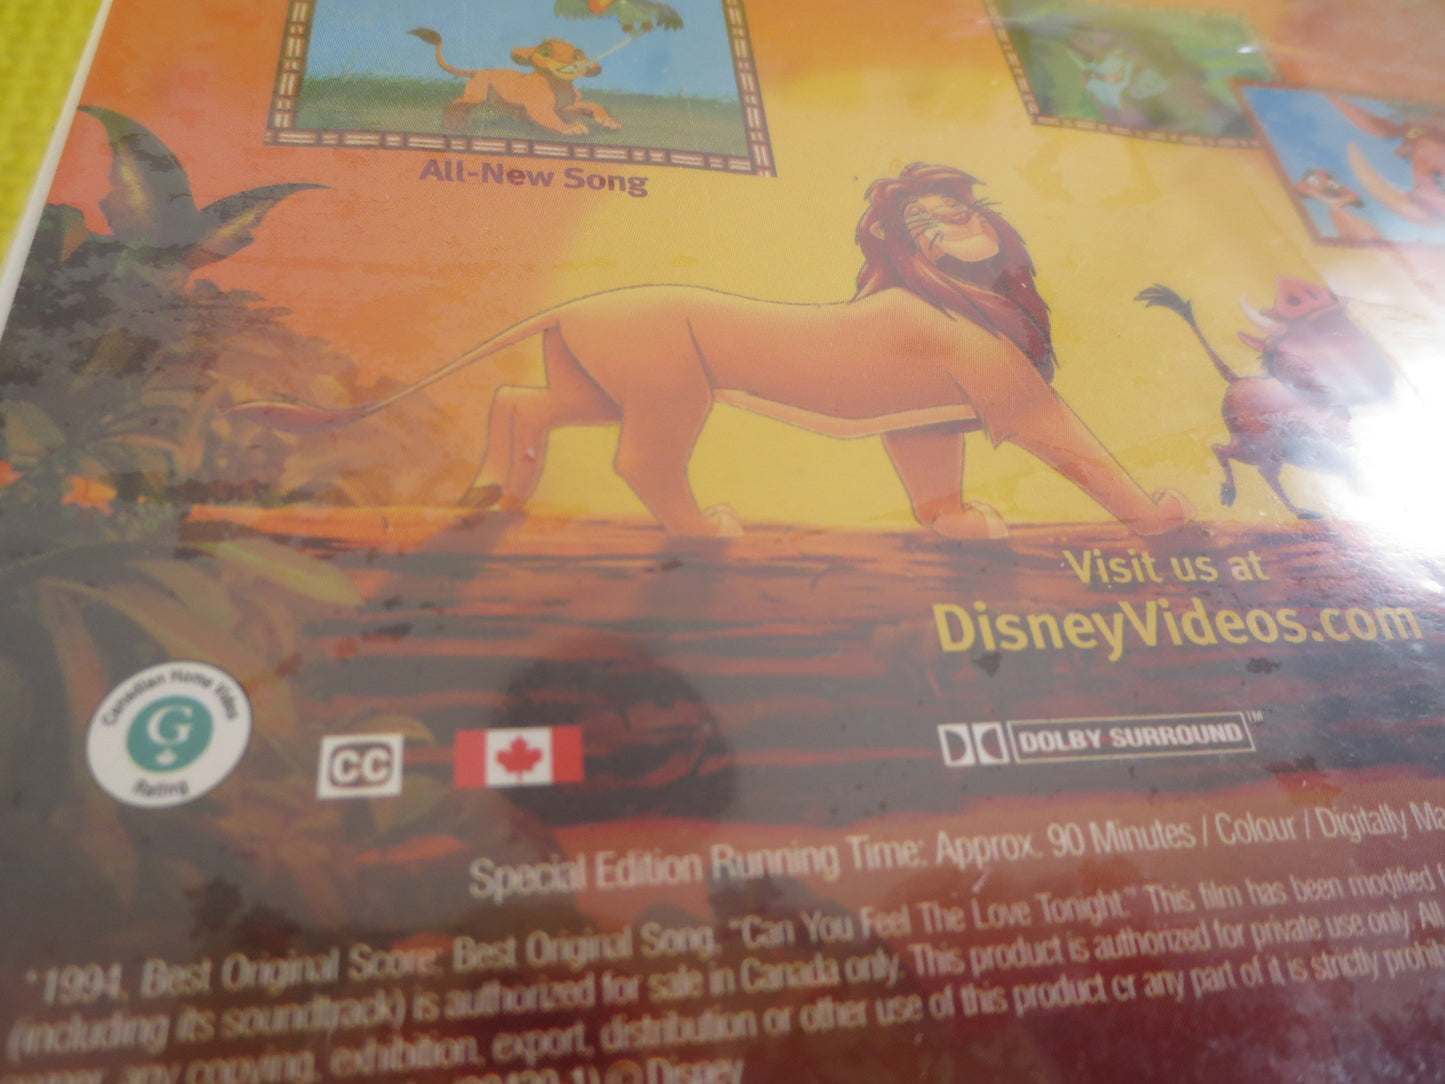 All-New Song
Visit us at
DisneyVideos.com
Canadian Home Video
G
Rating
CC
DOLBY SURROUND™
Special Edition Running Time: Approx. 90 Minutes / Colour / Digitally Ma
*1994, Best Original Score; Best Original Song, "Can You Feel The Love Tonight." This film has been modified
(including its soundtrack) is authorized for sale in Canada only. This product is authorized for private use only. All
any copying, exhibition, export, distribution or other use of this product or any part of it is strictly prohib
© Disney